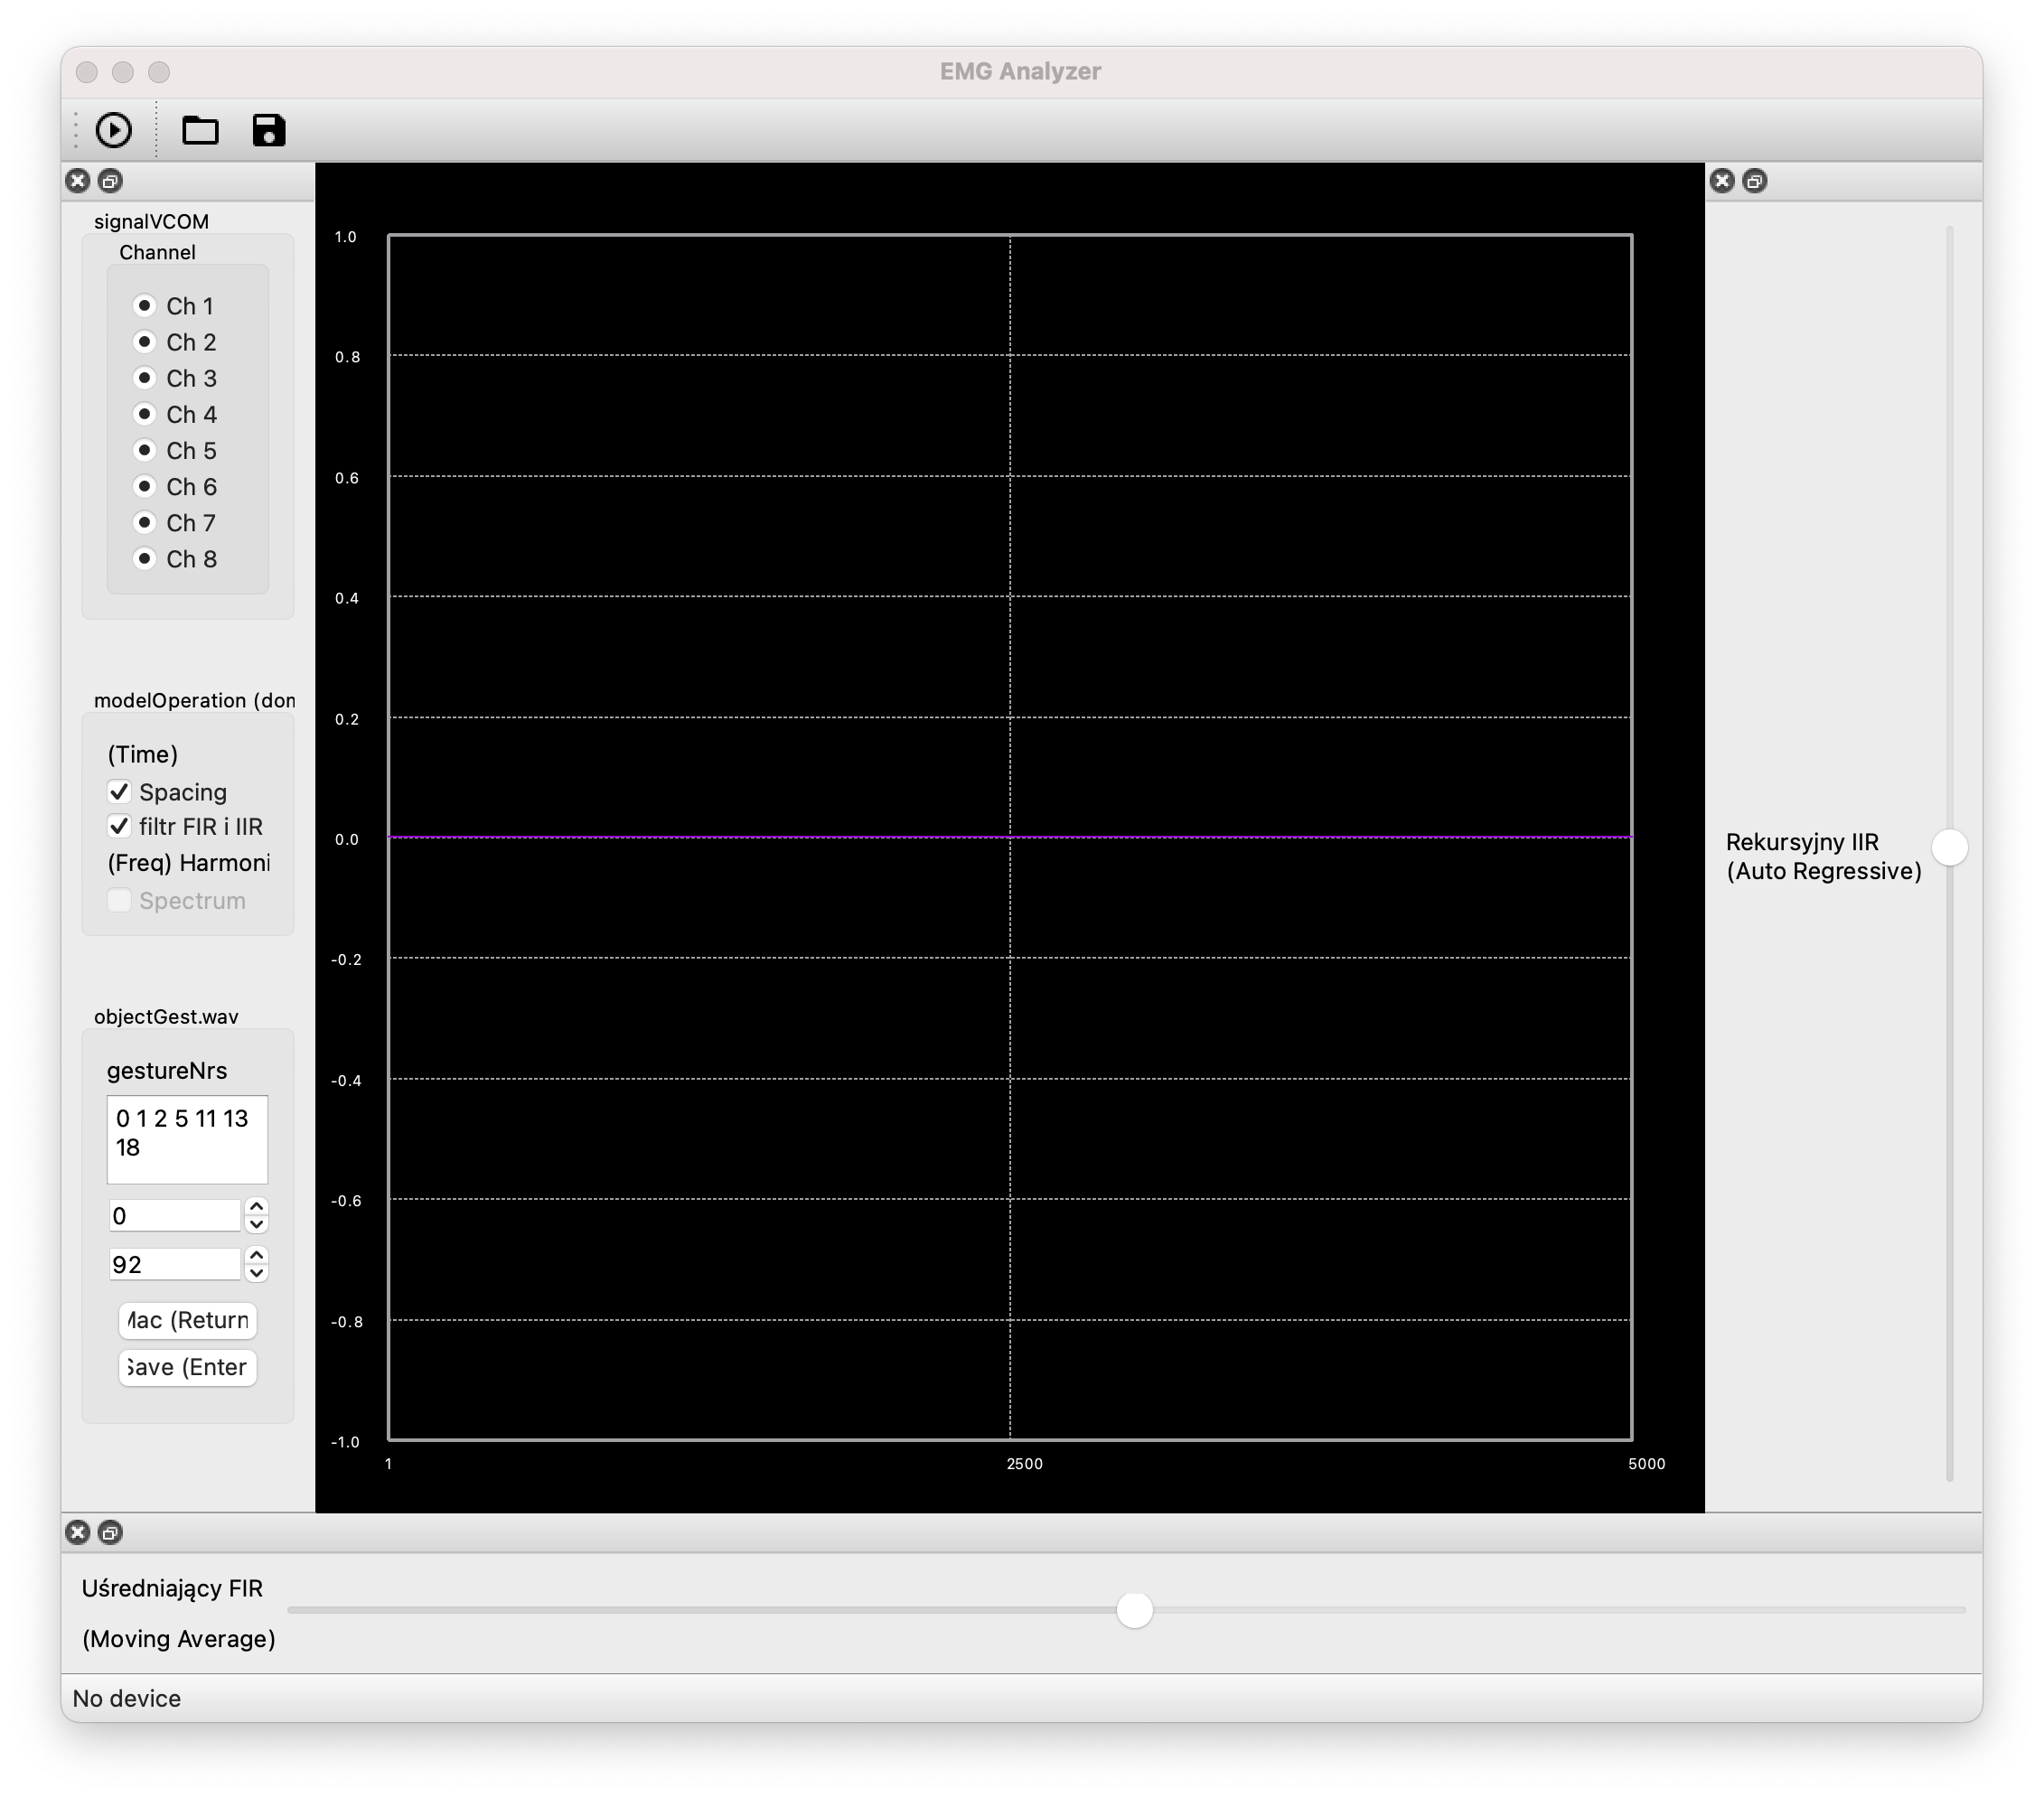 EMG Analyzer
signalVCOM
Channel
Ch 1
Ch 2
Ch 3
Ch 4
Ch 5
Ch 6
Ch 7
Ch 8
modelOperation (don
(Time)
Spacing
filtr FIR i IIR
(Freq) Harmoni
Spectrum
objectGest.wav
gestureNrs
0 1 2 5 11 13
18
0
92
Mac (Return
Save (Enter
1.0
0.8
0.6
0.4
0.2
0.0
-0.2
-0.4
-0.6
-0.8
-1.0
1 2500 5000
Rekursyjny IIR
(Auto Regressive)
Uśredniający FIR
(Moving Average)
No device